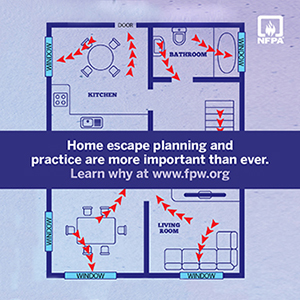 DOOR
NFPA
WINDOW
BATHROOM
WINDOW
KITCHEN
Home escape planning and
practice are more important than ever.
Learn why at www.fpw.org
WINDOW
LIVING
ROOM
WINDOW
WINDOW
WINDOW